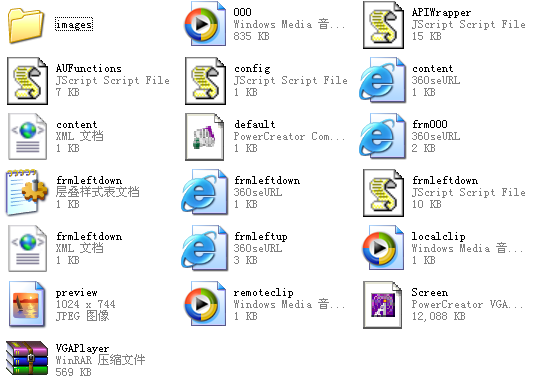 images
000
Windows Media 音...
835 KB
APIWrapper
JScript Script File
15 KB
AUFunctions
JScript Script File
7 KB
config
JScript Script File
1 KB
content
360seURL
1 KB
content
XML 文档
1 KB
default
PowerCreator Com...
1 KB
frm000
360seURL
2 KB
frmleftdown
层叠样式表文档
1 KB
frmleftdown
360seURL
1 KB
frmleftdown
JScript Script File
10 KB
frmleftdown
XML 文档
1 KB
frmleftup
360seURL
3 KB
localclip
Windows Media 音...
1 KB
preview
1024 x 744
JPEG 图像
remoteclip
Windows Media 音...
1 KB
Screen
PowerCreator VGA...
12,088 KB
VGAPlayer
WinRAR 压缩文件
569 KB